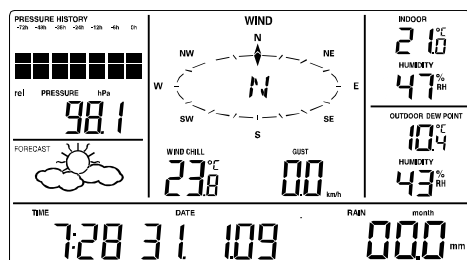 PRESSURE HISTORY
-72h -48h -36h -24h -12h -6h 0h
rel PRESSURE hPa
98.1
FORECAST
WIND
N
NW NE
W N E
SW SE
S
WIND CHILL GUST
23.8 °C 0.0 km/h
INDOOR
21.0 °C
HUMIDITY
47 % RH
OUTDOOR DEW POINT
10.4 °C
HUMIDITY
43 % RH
TIME DATE RAIN month
7:28 31. 1.09 00.0 mm